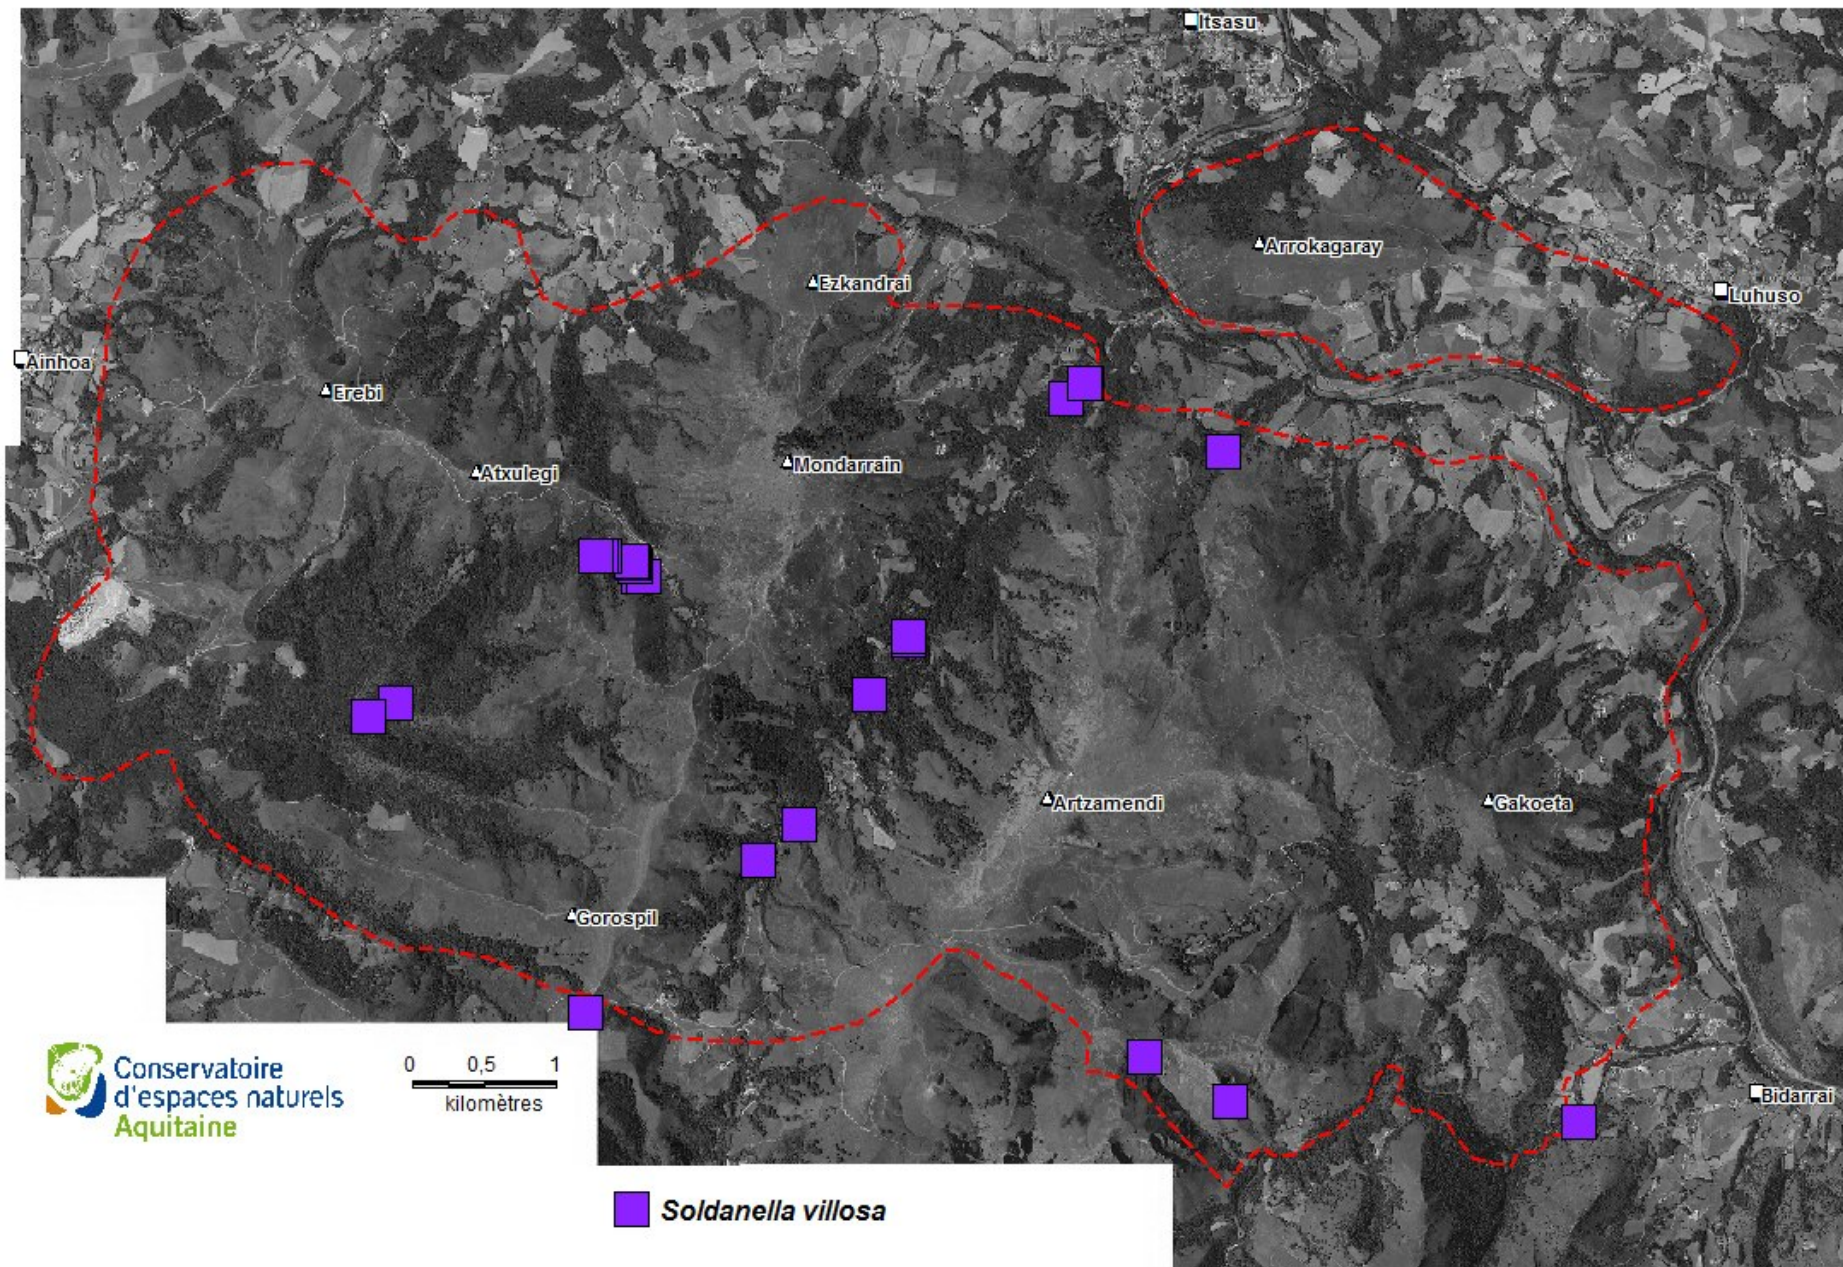 Itsasu
Arrokagaray
Ezkandrai
Luhuso
Ainhoa
Erebi
Mondarrain
Atxulegi
Artzamendi
Gakoeta
Gorospil
Bidarrai
Conservatoire
d'espaces naturels
Aquitaine
0 0,5 1
kilomètres
Soldanella villosa